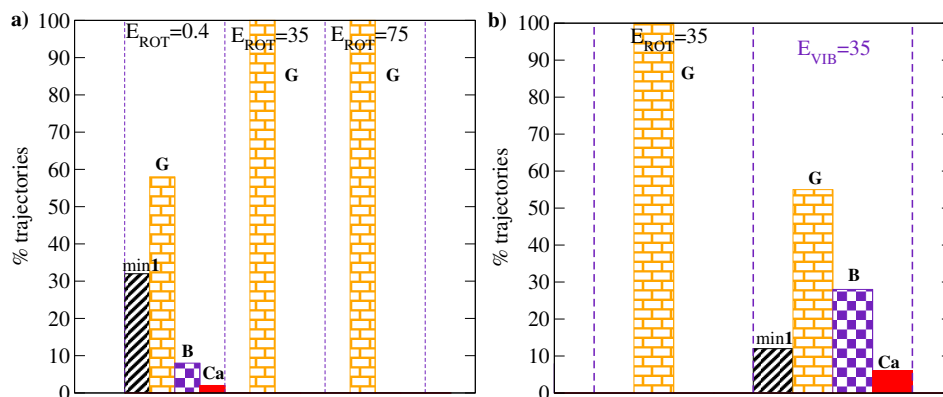 a)
E_ROT=0.4
E_ROT=35
E_ROT=75
G
G
G
min1
B
Ca
100
90
80
70
60
50
40
30
20
10
0
% trajectories
b)
E_ROT=35
E_VIB=35
G
G
B
min1
Ca
100
90
80
70
60
50
40
30
20
10
0
% trajectories